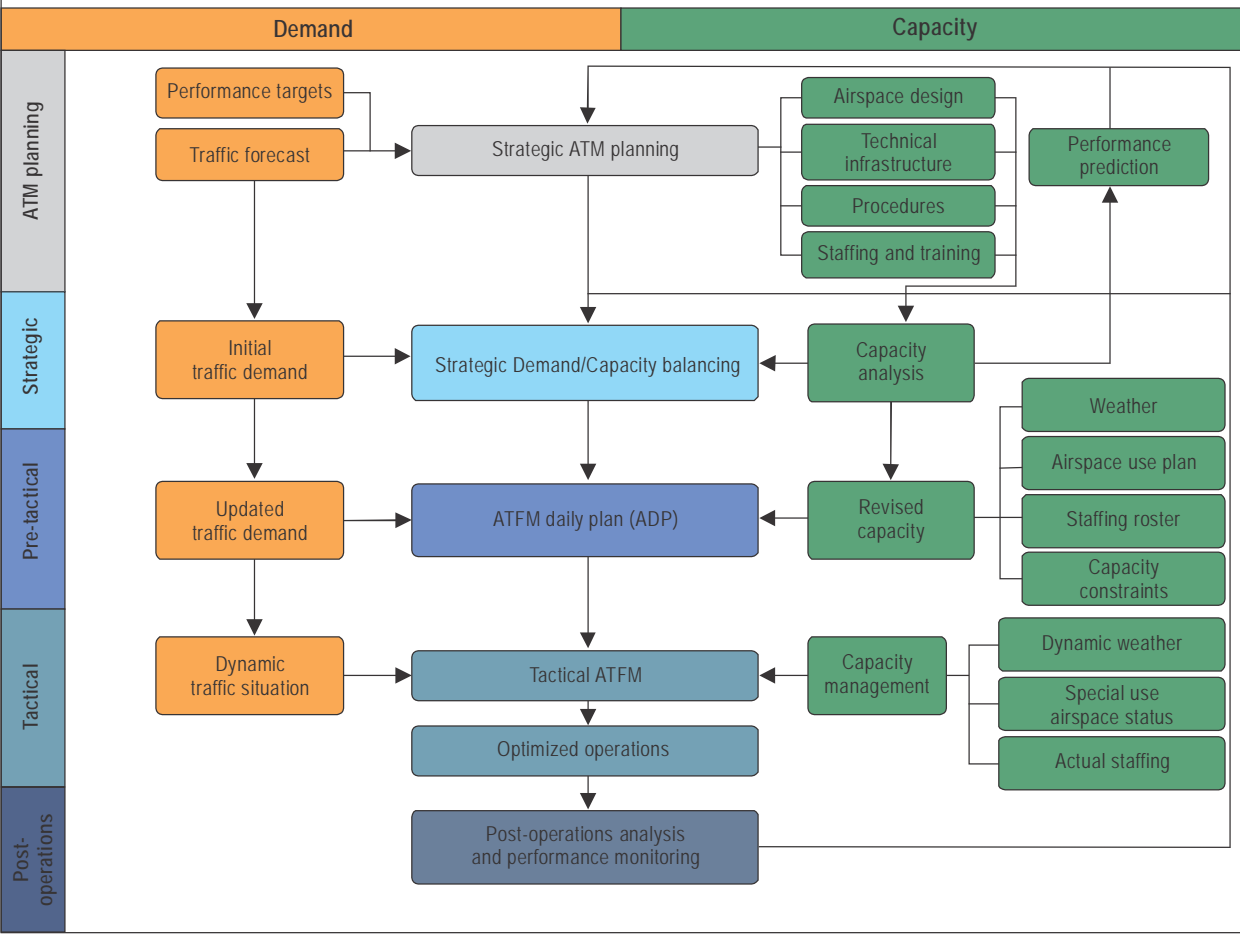 Demand
Capacity
ATM planning
Performance targets
Traffic forecast
Strategic ATM planning
Airspace design
Technical
infrastructure
Procedures
Staffing and training
Performance
prediction
Strategic
Initial
traffic demand
Strategic Demand/Capacity balancing
Capacity
analysis
Pre-tactical
Updated
traffic demand
ATFM daily plan (ADP)
Revised
capacity
Weather
Airspace use plan
Staffing roster
Capacity
constraints
Tactical
Dynamic
traffic situation
Tactical ATFM
Capacity
management
Dynamic weather
Special use
airspace status
Actual staffing
Optimized operations
Post-
operations
Post-operations analysis
and performance monitoring